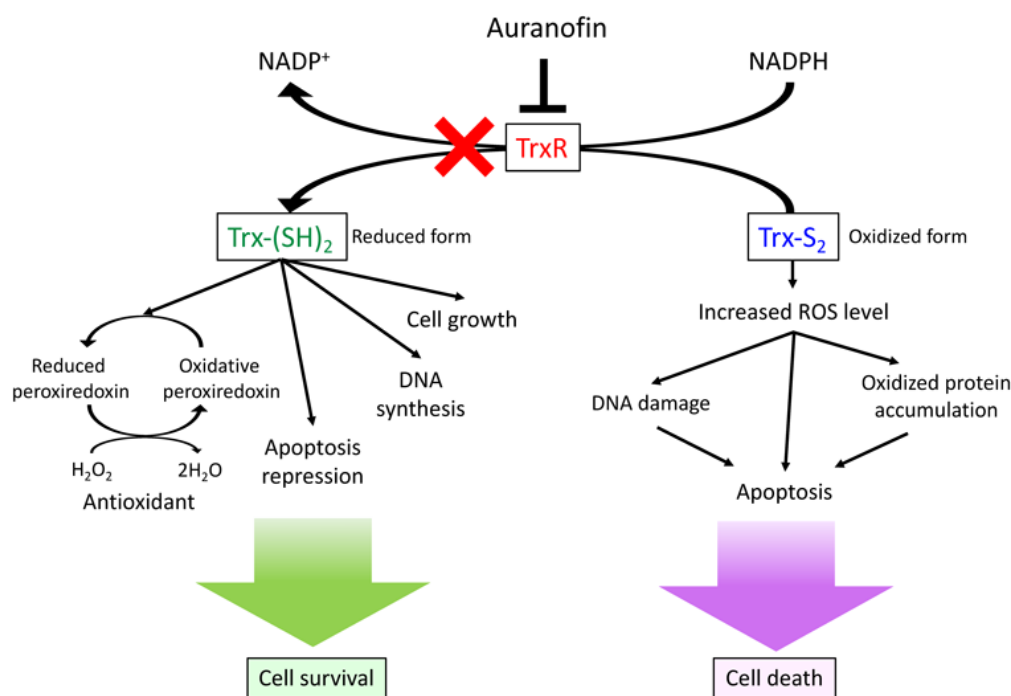 Auranofin
NADP⁺
NADPH
TrxR
Trx-(SH)₂
Reduced form
Trx-S₂
Oxidized form
Increased ROS level
Cell growth
Reduced
peroxiredoxin
Oxidative
peroxiredoxin
DNA
synthesis
DNA damage
Oxidized protein
accumulation
Apoptosis
repression
H₂O₂
2H₂O
Antioxidant
Apoptosis
Cell survival
Cell death